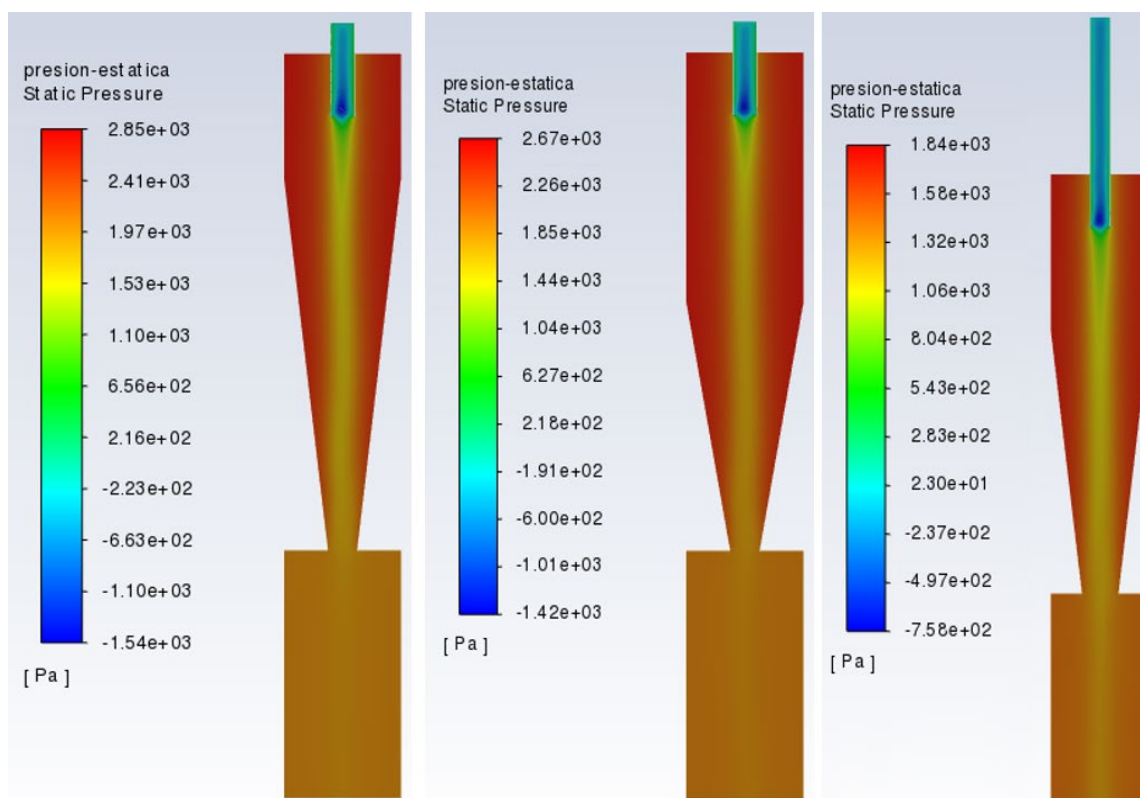 presion-estatica
Static Pressure
2.85e+03
2.41e+03
1.97e+03
1.53e+03
1.10e+03
6.56e+02
2.16e+02
-2.23e+02
-6.63e+02
-1.10e+03
-1.54e+03
[ Pa ]
presion-estatica
Static Pressure
2.67e+03
2.26e+03
1.85e+03
1.44e+03
1.04e+03
6.27e+02
2.18e+02
-1.91e+02
-6.00e+02
-1.01e+03
-1.42e+03
[ Pa ]
presion-estatica
Static Pressure
1.84e+03
1.58e+03
1.32e+03
1.06e+03
8.04e+02
5.43e+02
2.83e+02
2.30e+01
-2.37e+02
-4.97e+02
-7.58e+02
[ Pa ]